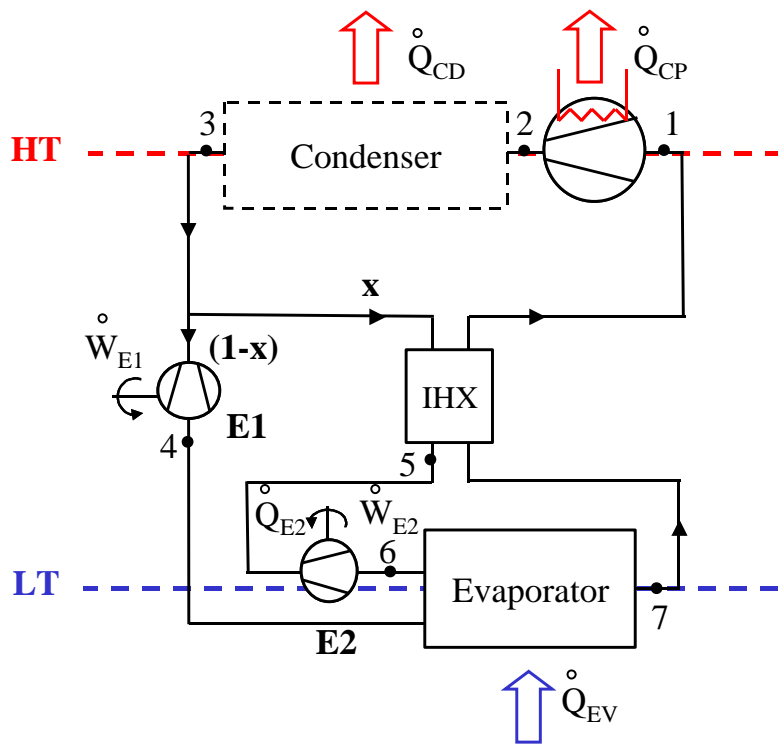 Q̊CD
Q̊CP
HT
3
Condenser
2
1
x
W̊E1
(1-x)
IHX
E1
4
5
Q̊E2
W̊E2
6
Evaporator
LT
7
E2
Q̊EV